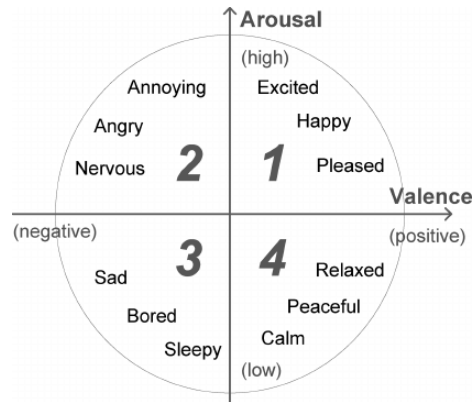 Arousal
(high)
Annoying
Excited
Angry
Happy
Nervous
2
1
Pleased
Valence
(negative)
(positive)
3
4
Sad
Relaxed
Bored
Peaceful
Sleepy
Calm
(low)